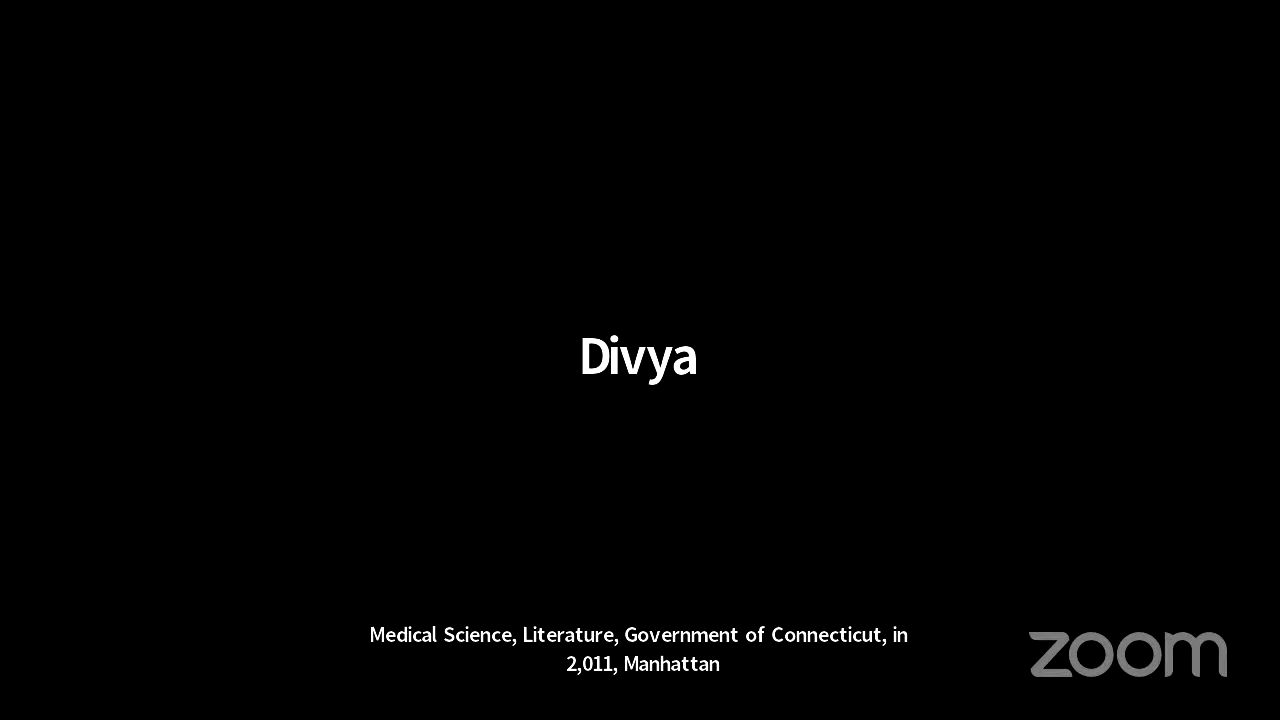 Divya
Medical Science, Literature, Government of Connecticut, in
2,011, Manhattan
zoom